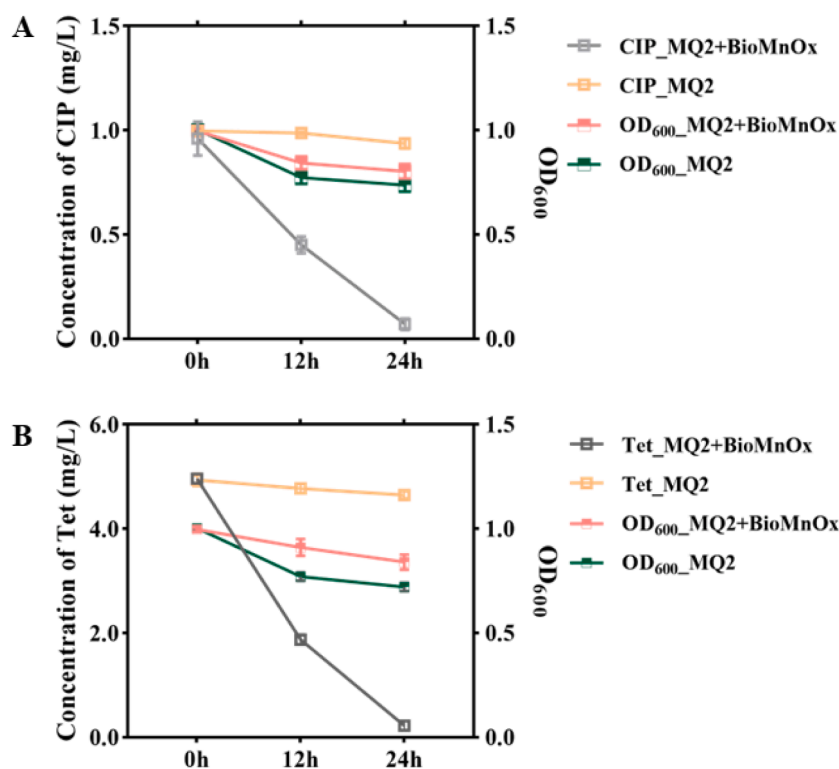 A
Concentration of CIP (mg/L)
1.5
1.0
0.5
0.0
0h
12h
24h
1.5
1.0
0.5
0.0
OD₆₀₀
CIP_MQ2+BioMnOx
CIP_MQ2
OD₆₀₀_MQ2+BioMnOx
OD₆₀₀_MQ2
B
Concentration of Tet (mg/L)
6.0
4.0
2.0
0.0
0h
12h
24h
1.5
1.0
0.5
0.0
OD₆₀₀
Tet_MQ2+BioMnOx
Tet_MQ2
OD₆₀₀_MQ2+BioMnOx
OD₆₀₀_MQ2